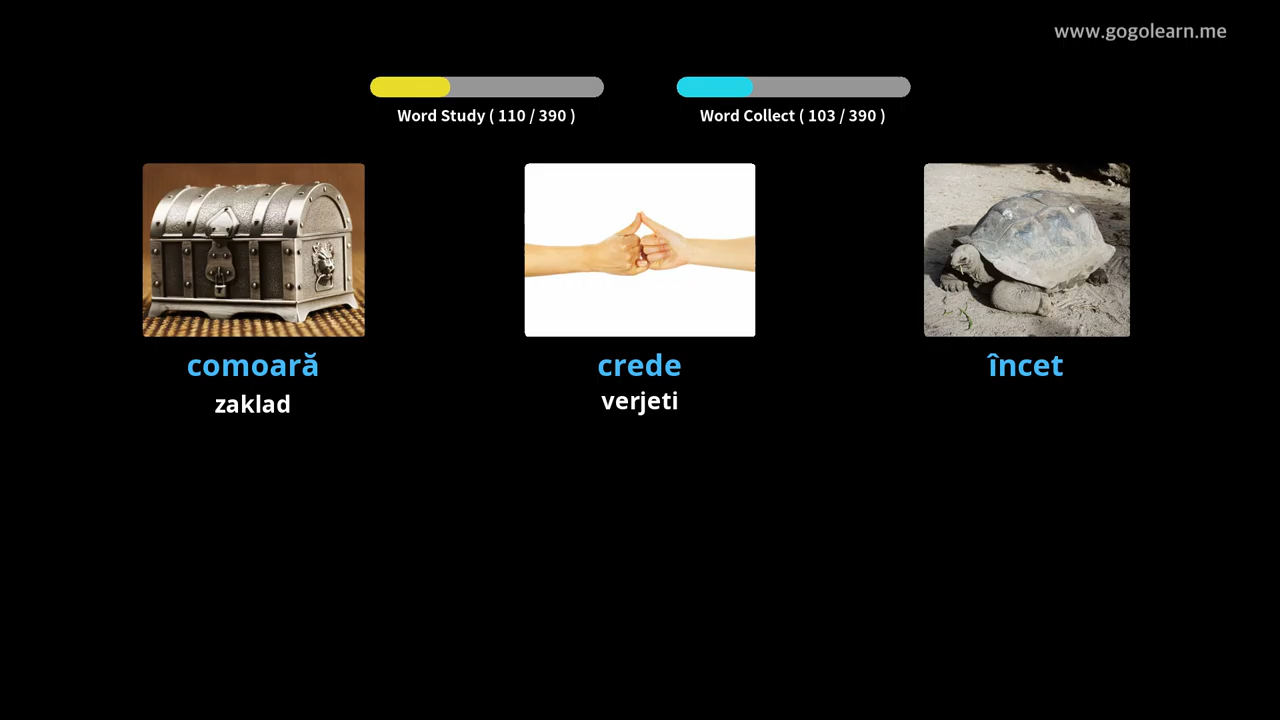 www.gogolearn.me
Word Study ( 110 / 390 )
Word Collect ( 103 / 390 )
comoară
crede
încet
zaklad
verjeti